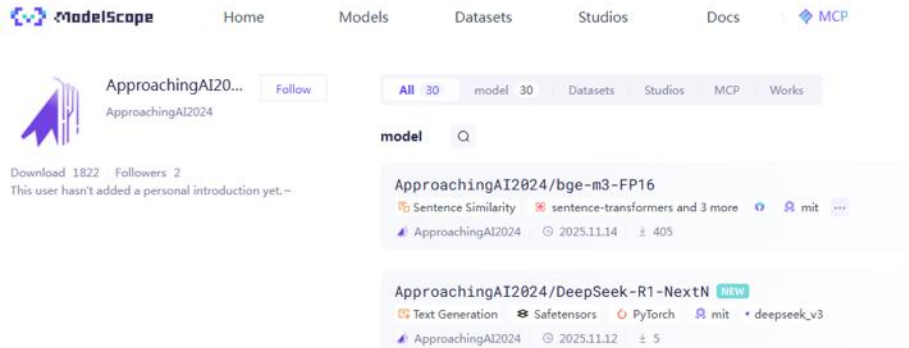 ModelScope Home Models Datasets Studios Docs MCP
ApproachingAI20... Follow
ApproachingAI2024
Download 1822 Followers 2
This user hasn't added a personal introduction yet.~
All 30 model 30 Datasets Studios MCP Works
model
ApproachingAI2024/bge-m3-FP16
Sentence Similarity sentence-transformers and 3 more mit ...
ApproachingAI2024 2025.11.14 405
ApproachingAI2024/DeepSeek-R1-NextN NEW
Text Generation Safetensors PyTorch mit • deepseek_v3
ApproachingAI2024 2025.11.12 5